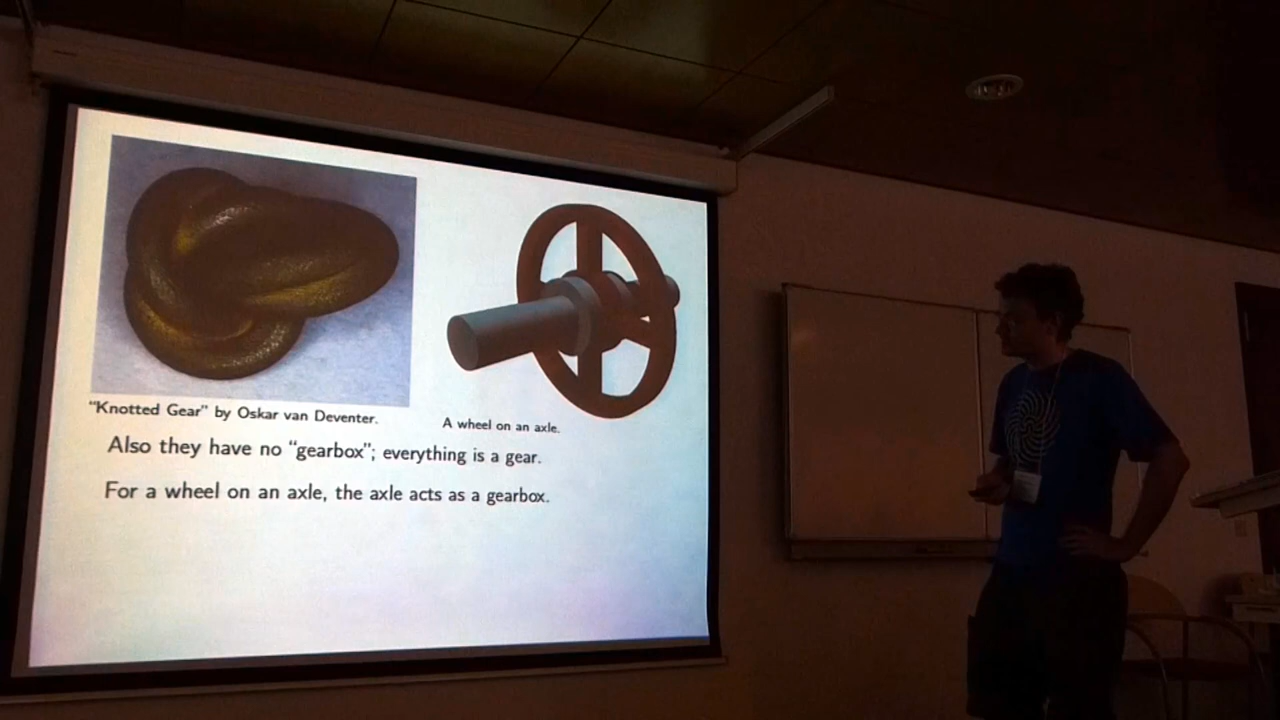 "Knotted Gear" by Oskar van Deventer.
A wheel on an axle.
Also they have no "gearbox"; everything is a gear.
For a wheel on an axle, the axle acts as a gearbox.